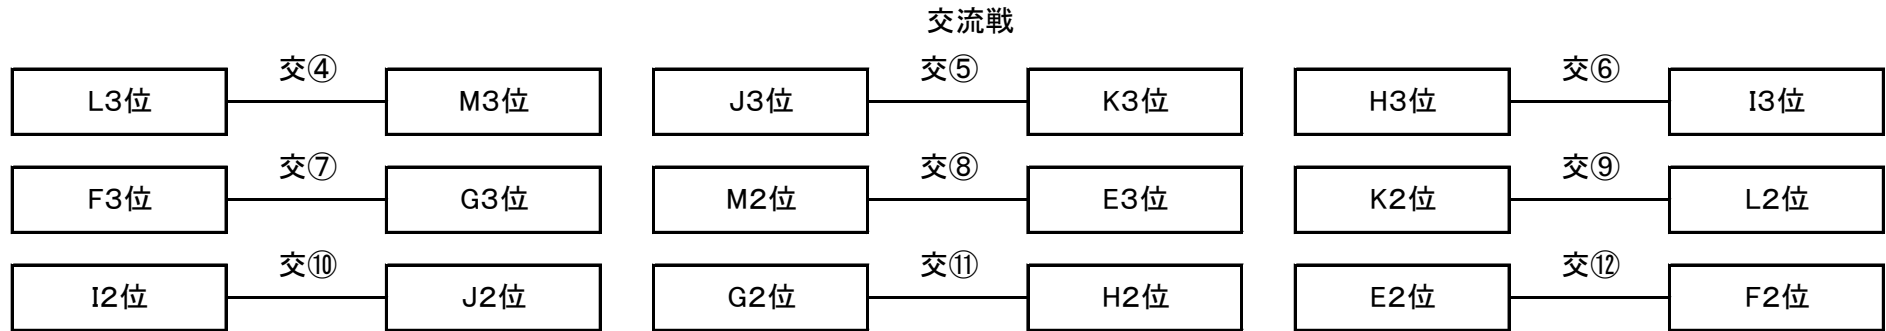 交流戦
交④ 交⑤ 交⑥
L3位 M3位 J3位 K3位 H3位 I3位
交⑦ 交⑧ 交⑨
F3位 G3位 M2位 E3位 K2位 L2位
交⑩ 交⑪ 交⑫
I2位 J2位 G2位 H2位 E2位 F2位